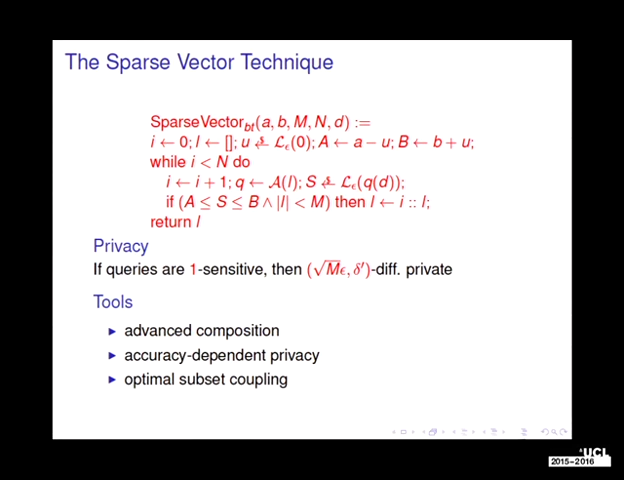 The Sparse Vector Technique
SparseVector_bt(a, b, M, N, d) :=
i ← 0; l ← []; u ←$ ℒ_ϵ(0); A ← a − u; B ← b + u;
while i < N do
i ← i + 1; q ← 𝒜(l); S ←$ ℒ_ϵ(q(d));
if (A ≤ S ≤ B ∧ |l| < M) then l ← i :: l;
return l
Privacy
If queries are 1-sensitive, then (√Mϵ, δ′)-diff. private
Tools
▶ advanced composition
▶ accuracy-dependent privacy
▶ optimal subset coupling
UCL
2015–2016